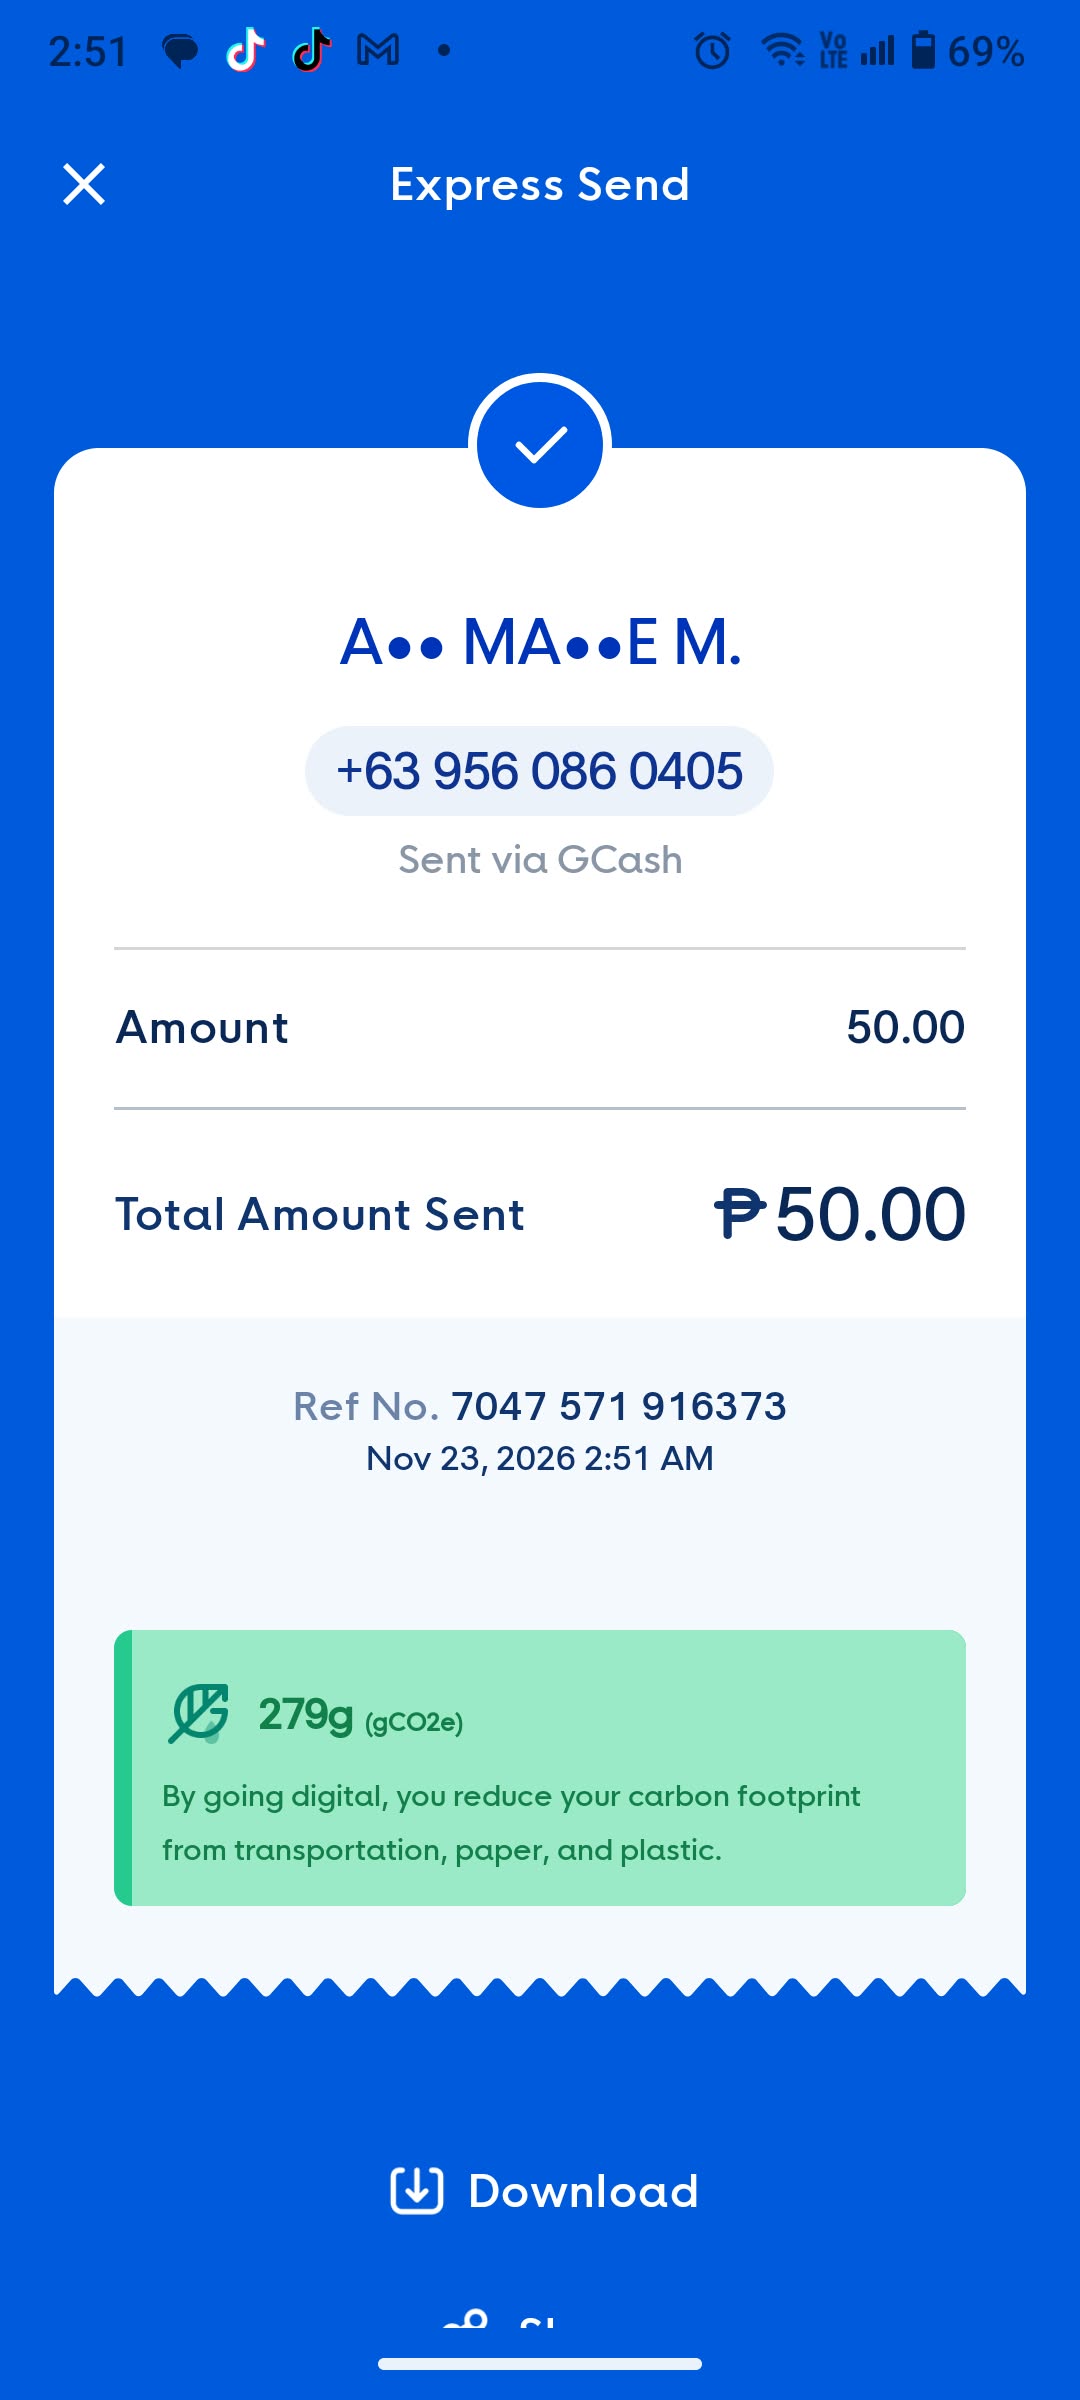 2:51 Vo LTE 69%
Express Send
A•• MA••E M.
+63 956 086 0405
Sent via GCash
Amount 50.00
Total Amount Sent ₱50.00
Ref No. 7047 571 916373
Nov 23, 2026 2:51 AM
279g (gCO2e)
By going digital, you reduce your carbon footprint
from transportation, paper, and plastic.
Download